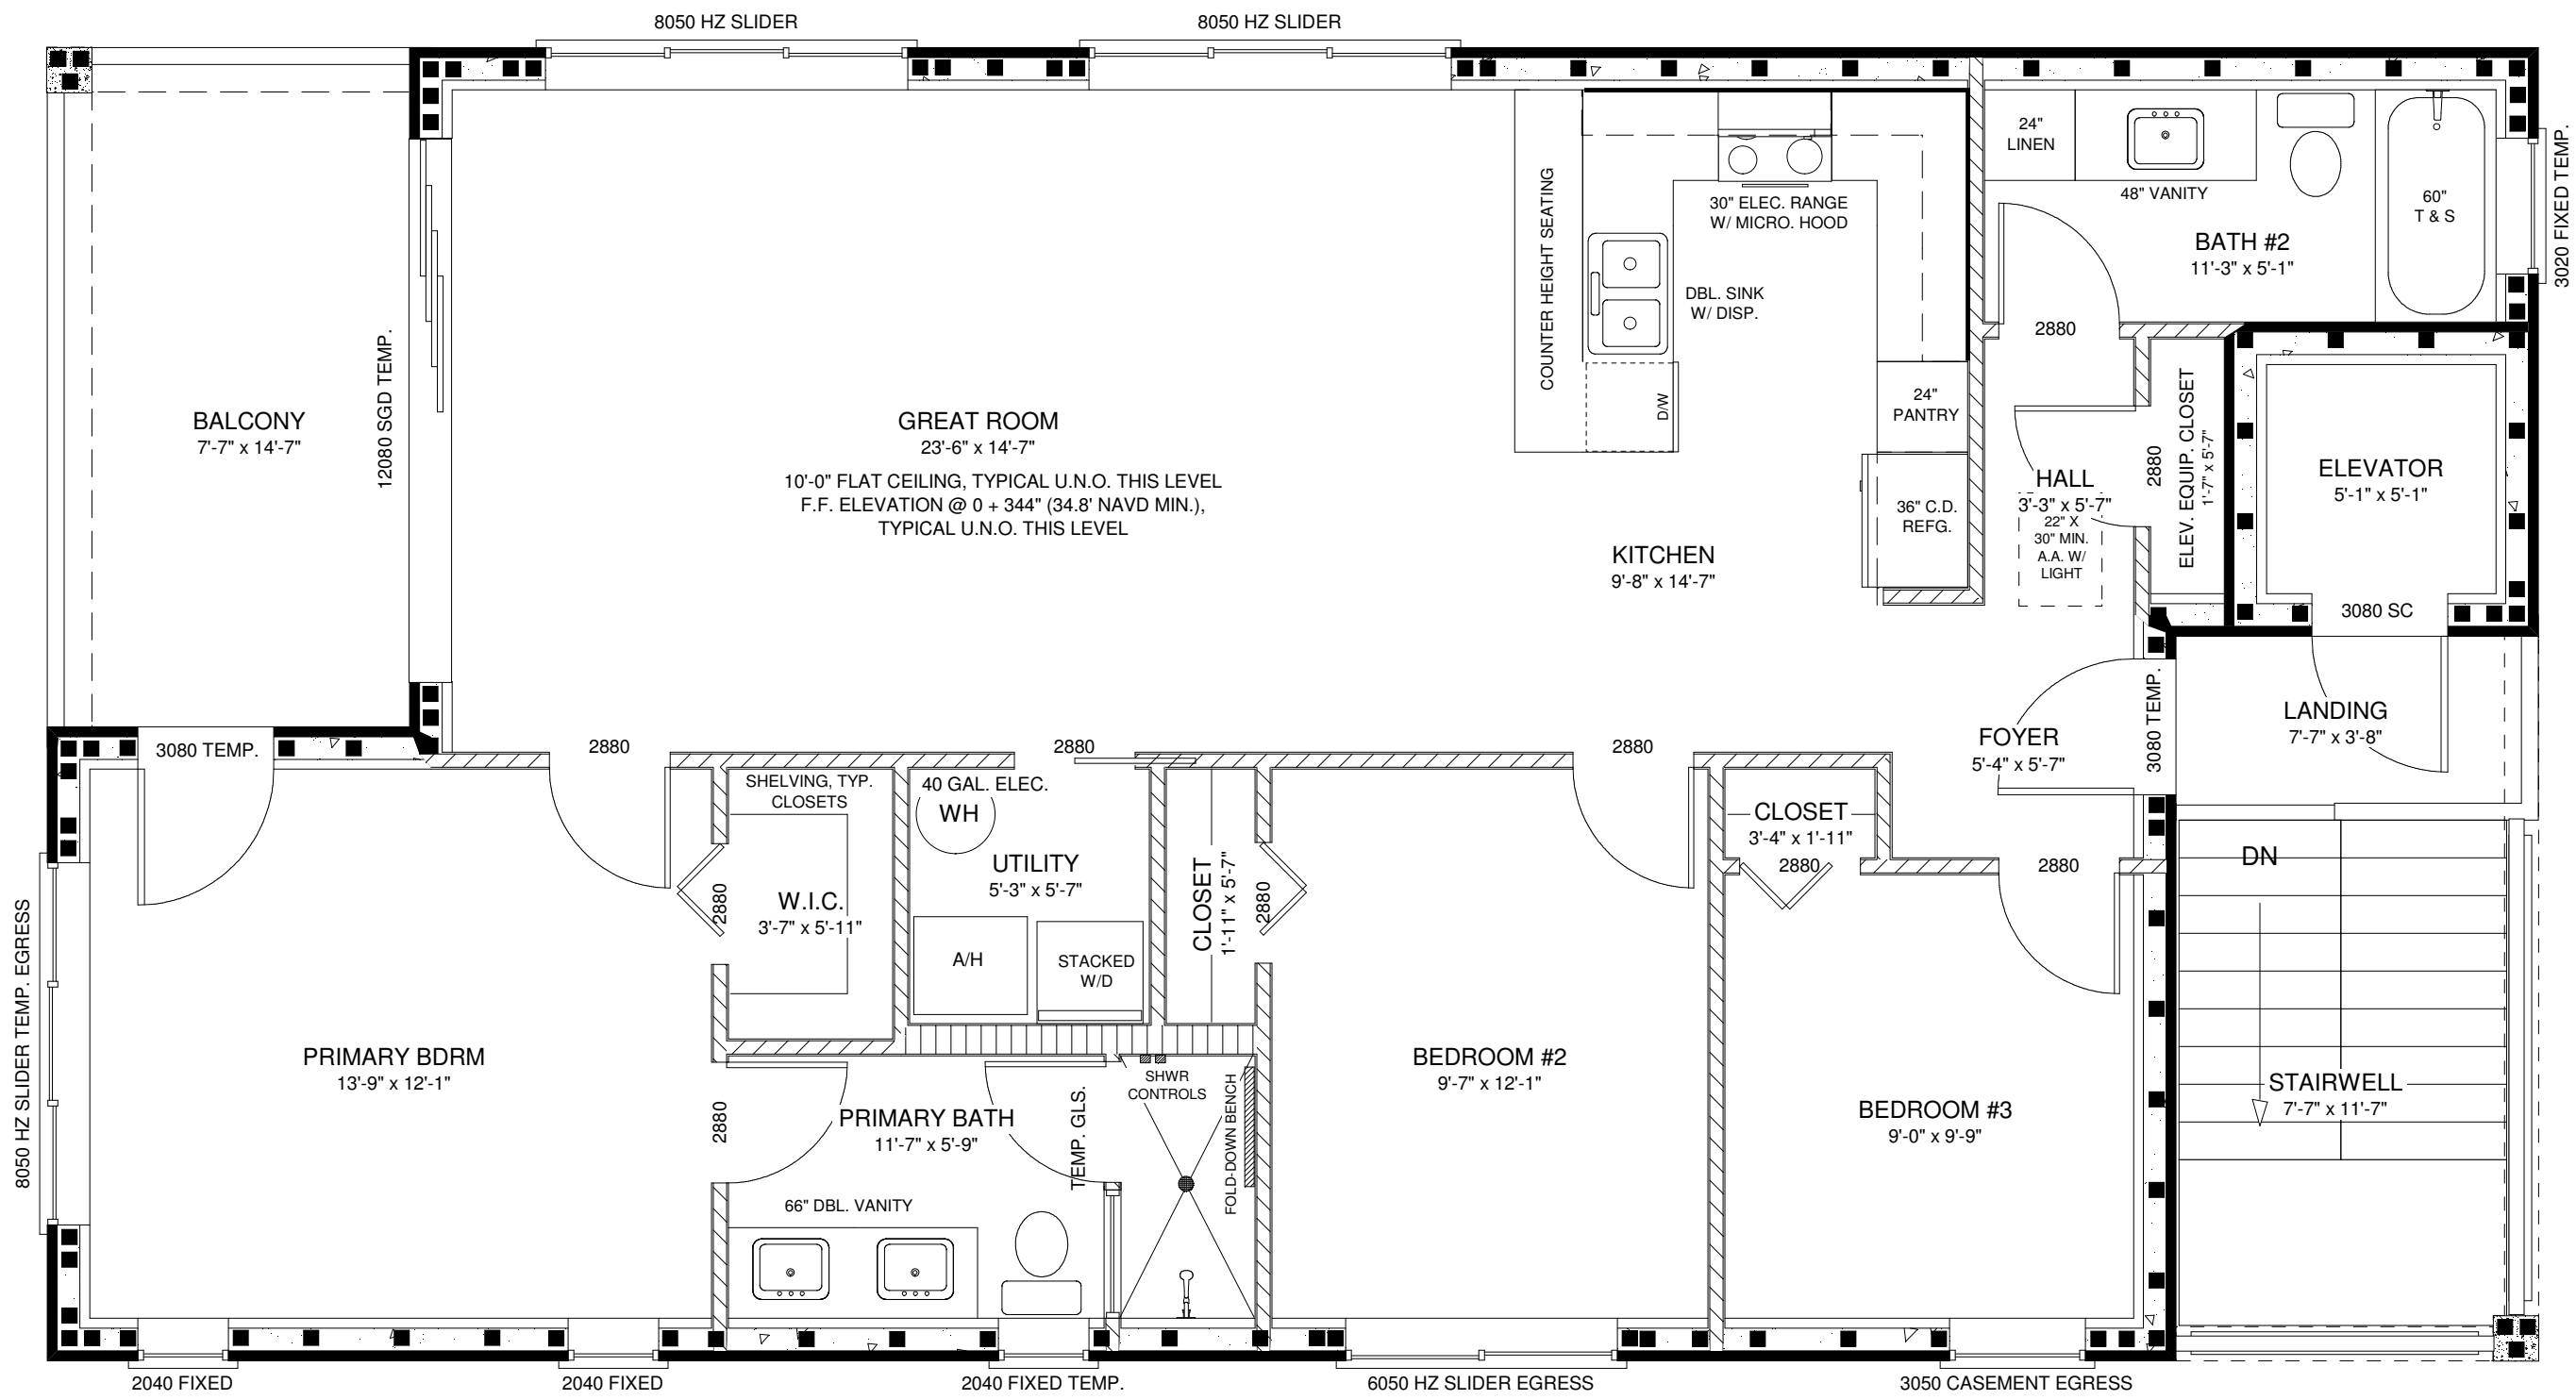 8050 HZ SLIDER
8050 HZ SLIDER
24"
LINEN
48" VANITY
60"
T & S
3020 FIXED TEMP.
BATH #2
11'-3" x 5'-1"
COUNTER HEIGHT SEATING
30" ELEC. RANGE
W/ MICRO. HOOD
DBL. SINK
W/ DISP.
D/W
24"
PANTRY
36" C.D.
REFG.
KITCHEN
9'-8" x 14'-7"
BALCONY
7'-7" x 14'-7"
12080 SGD TEMP.
GREAT ROOM
23'-6" x 14'-7"
10'-0" FLAT CEILING, TYPICAL U.N.O. THIS LEVEL
F.F. ELEVATION @ 0 + 344" (34.8' NAVD MIN.),
TYPICAL U.N.O. THIS LEVEL
2880
HALL
3'-3" x 5'-7"
22" X
30" MIN.
A.A. W/
LIGHT
2880
ELEV. EQUIP. CLOSET
1'-7" x 5'-7"
ELEVATOR
5'-1" x 5'-1"
3080 SC
LANDING
7'-7" x 3'-8"
3080 TEMP.
FOYER
5'-4" x 5'-7"
3080 TEMP.
2880
2880
2880
SHELVING, TYP.
CLOSETS
40 GAL. ELEC.
WH
UTILITY
5'-3" x 5'-7"
A/H
STACKED
W/D
2880
W.I.C.
3'-7" x 5'-11"
CLOSET
1'-11" x 5'-7"
2880
CLOSET
3'-4" x 1'-11"
2880
2880
DN
STAIRWELL
7'-7" x 11'-7"
8050 HZ SLIDER TEMP. EGRESS
PRIMARY BDRM
13'-9" x 12'-1"
2880
PRIMARY BATH
11'-7" x 5'-9"
TEMP. GLS.
SHWR
CONTROLS
FOLD-DOWN BENCH
66" DBL. VANITY
BEDROOM #2
9'-7" x 12'-1"
BEDROOM #3
9'-0" x 9'-9"
2040 FIXED
2040 FIXED
2040 FIXED TEMP.
6050 HZ SLIDER EGRESS
3050 CASEMENT EGRESS